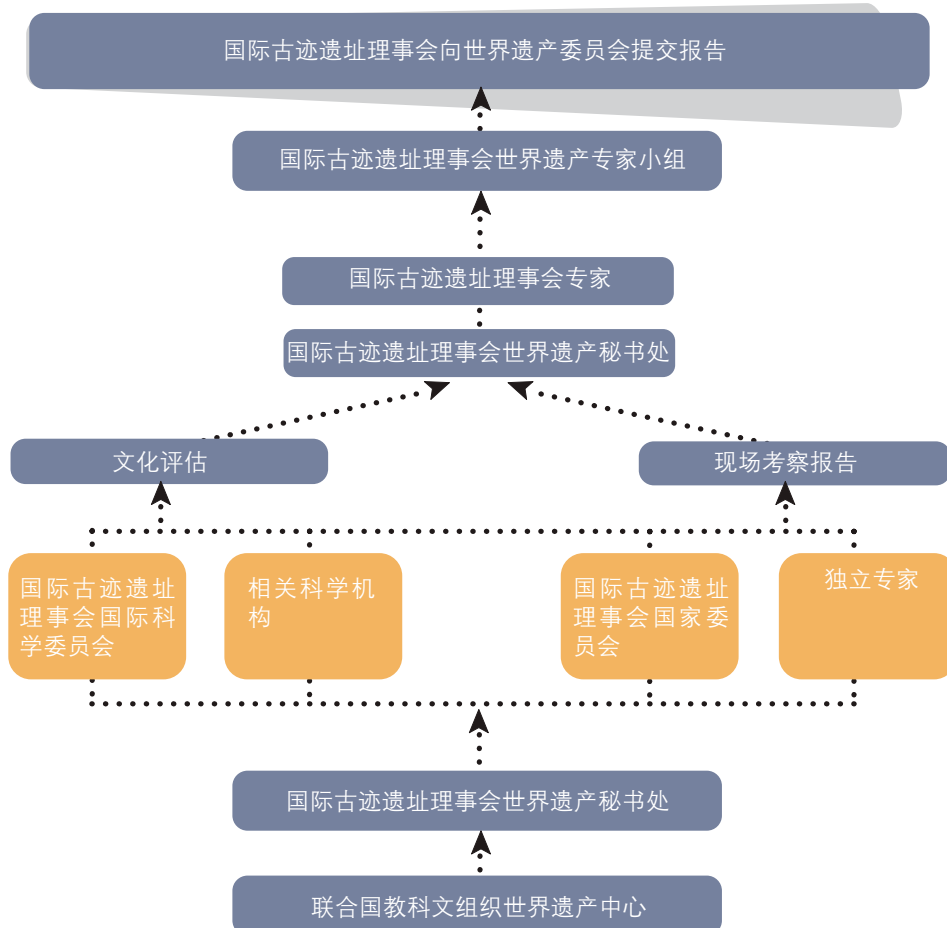 国际古迹遗址理事会向世界遗产委员会提交报告
国际古迹遗址理事会世界遗产专家小组
国际古迹遗址理事会专家
国际古迹遗址理事会世界遗产秘书处
文化评估
现场考察报告
国际古迹遗址
理事会国际科
学委员会
相关科学机
构
国际古迹遗址
理事会国家委
员会
独立专家
国际古迹遗址理事会世界遗产秘书处
联合国教科文组织世界遗产中心